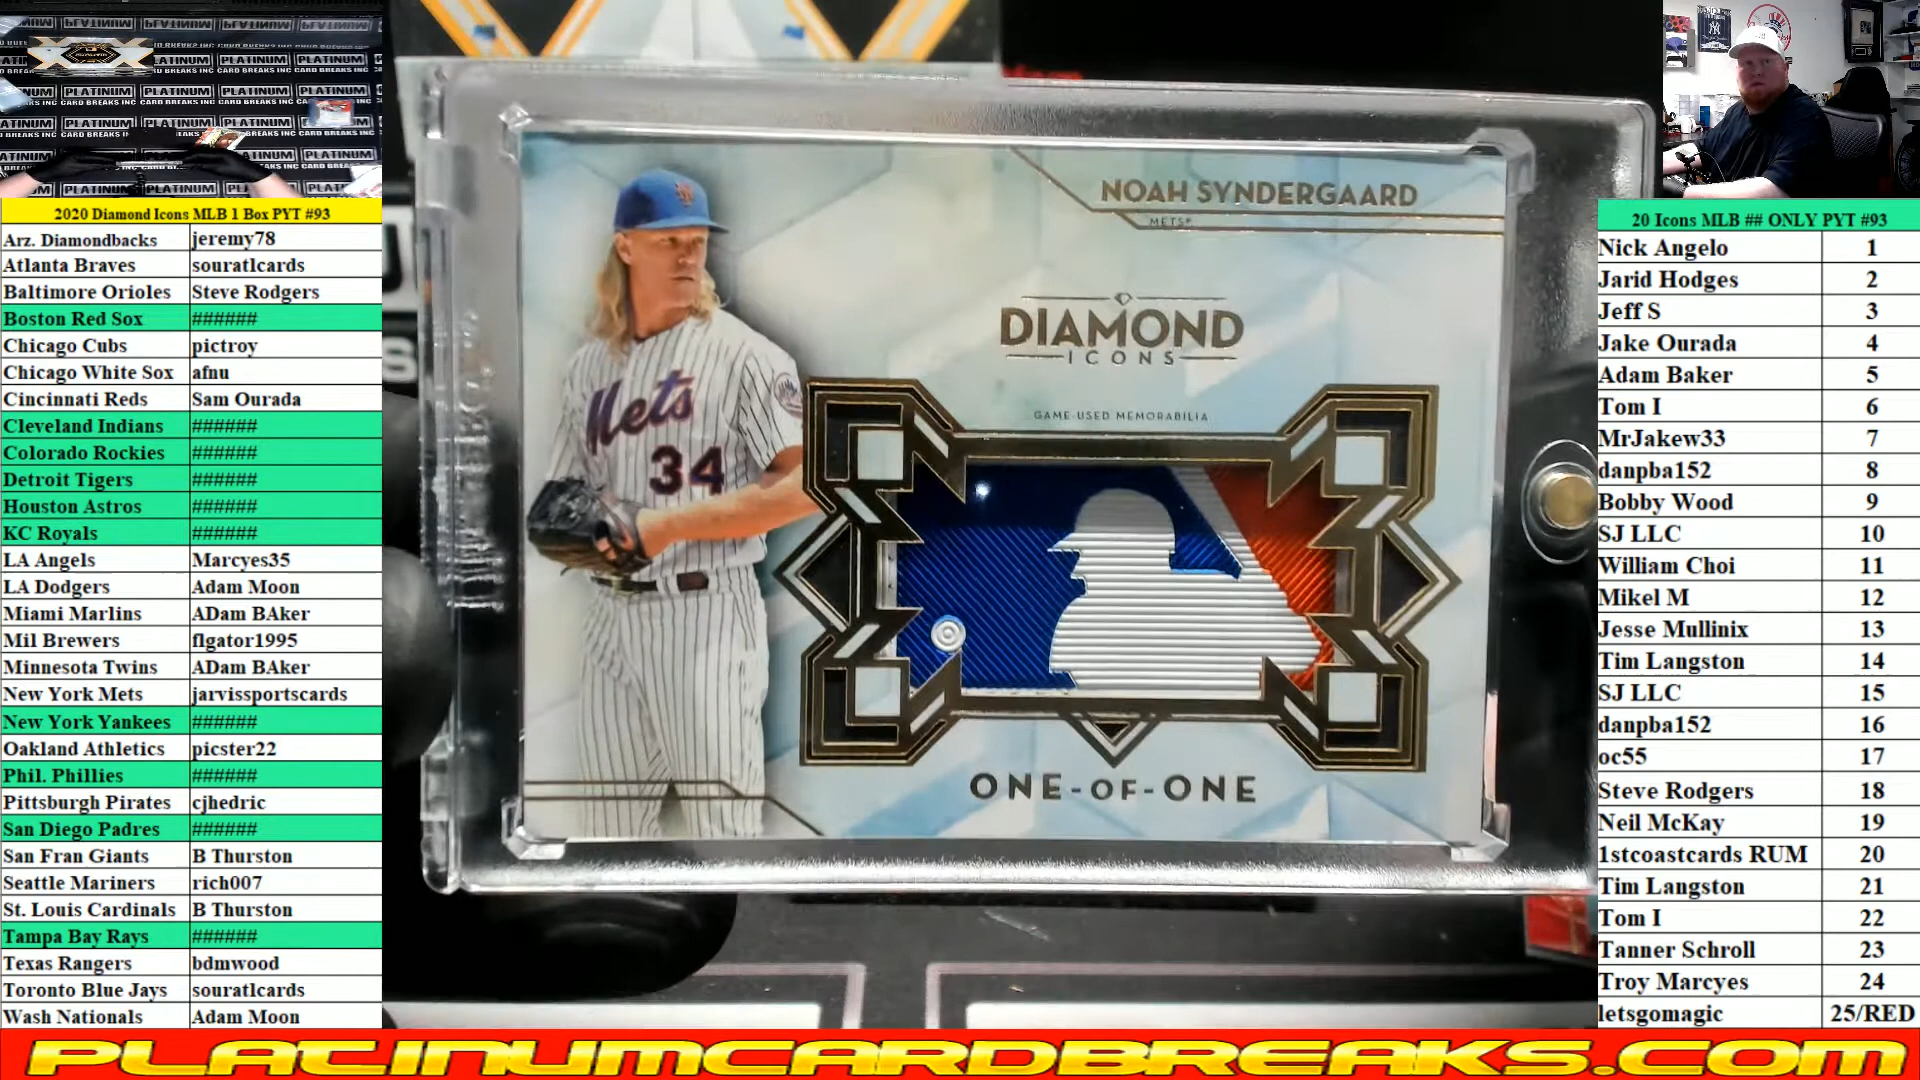 2020 Diamond Icons MLB 1 Box PYT #93
Arz. Diamondbacks jeremy78
Atlanta Braves souratlcards
Baltimore Orioles Steve Rodgers
Boston Red Sox ######
Chicago Cubs pictroy
Chicago White Sox afnu
Cincinnati Reds Sam Ourada
Cleveland Indians ######
Colorado Rockies ######
Detroit Tigers ######
Houston Astros ######
KC Royals ######
LA Angels Marcyes35
LA Dodgers Adam Moon
Miami Marlins ADam BAker
Mil Brewers flgator1995
Minnesota Twins ADam BAker
New York Mets jarvissportscards
New York Yankees ######
Oakland Athletics picster22
Phil. Phillies ######
Pittsburgh Pirates cjhedric
San Diego Padres ######
San Fran Giants B Thurston
Seattle Mariners rich007
St. Louis Cardinals B Thurston
Tampa Bay Rays ######
Texas Rangers bdmwood
Toronto Blue Jays souratlcards
Wash Nationals Adam Moon
NOAH SYNDERGAARD
METS®
DIAMOND
ICONS
GAME-USED MEMORABILIA
Mets
34
ONE-OF-ONE
20 Icons MLB ## ONLY PYT #93
Nick Angelo 1
Jarid Hodges 2
Jeff S 3
Jake Ourada 4
Adam Baker 5
Tom I 6
MrJakew33 7
danpba152 8
Bobby Wood 9
SJ LLC 10
William Choi 11
Mikel M 12
Jesse Mullinix 13
Tim Langston 14
SJ LLC 15
danpba152 16
oc55 17
Steve Rodgers 18
Neil McKay 19
1stcoastcards RUM 20
Tim Langston 21
Tom I 22
Tanner Schroll 23
Troy Marcyes 24
letsgomagic 25/RED
PLATINUMCARDBREAKS.COM